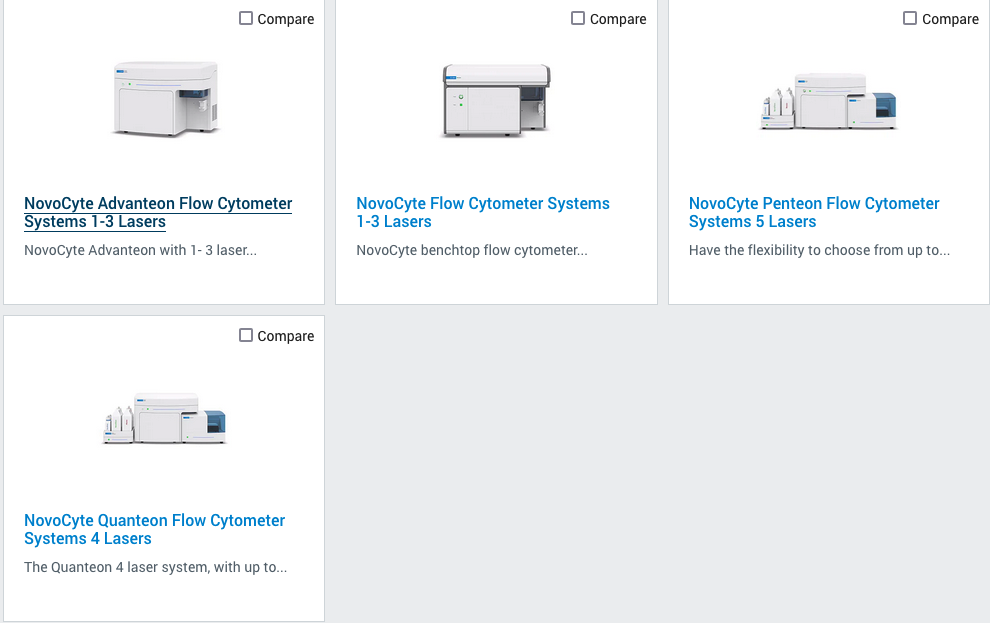 Compare
NovoCyte Advanteon Flow Cytometer
Systems 1-3 Lasers
NovoCyte Advanteon with 1- 3 laser...
Compare
NovoCyte Flow Cytometer Systems
1-3 Lasers
NovoCyte benchtop flow cytometer...
Compare
NovoCyte Penteon Flow Cytometer
Systems 5 Lasers
Have the flexibility to choose from up to...
Compare
NovoCyte Quanteon Flow Cytometer
Systems 4 Lasers
The Quanteon 4 laser system, with up to...